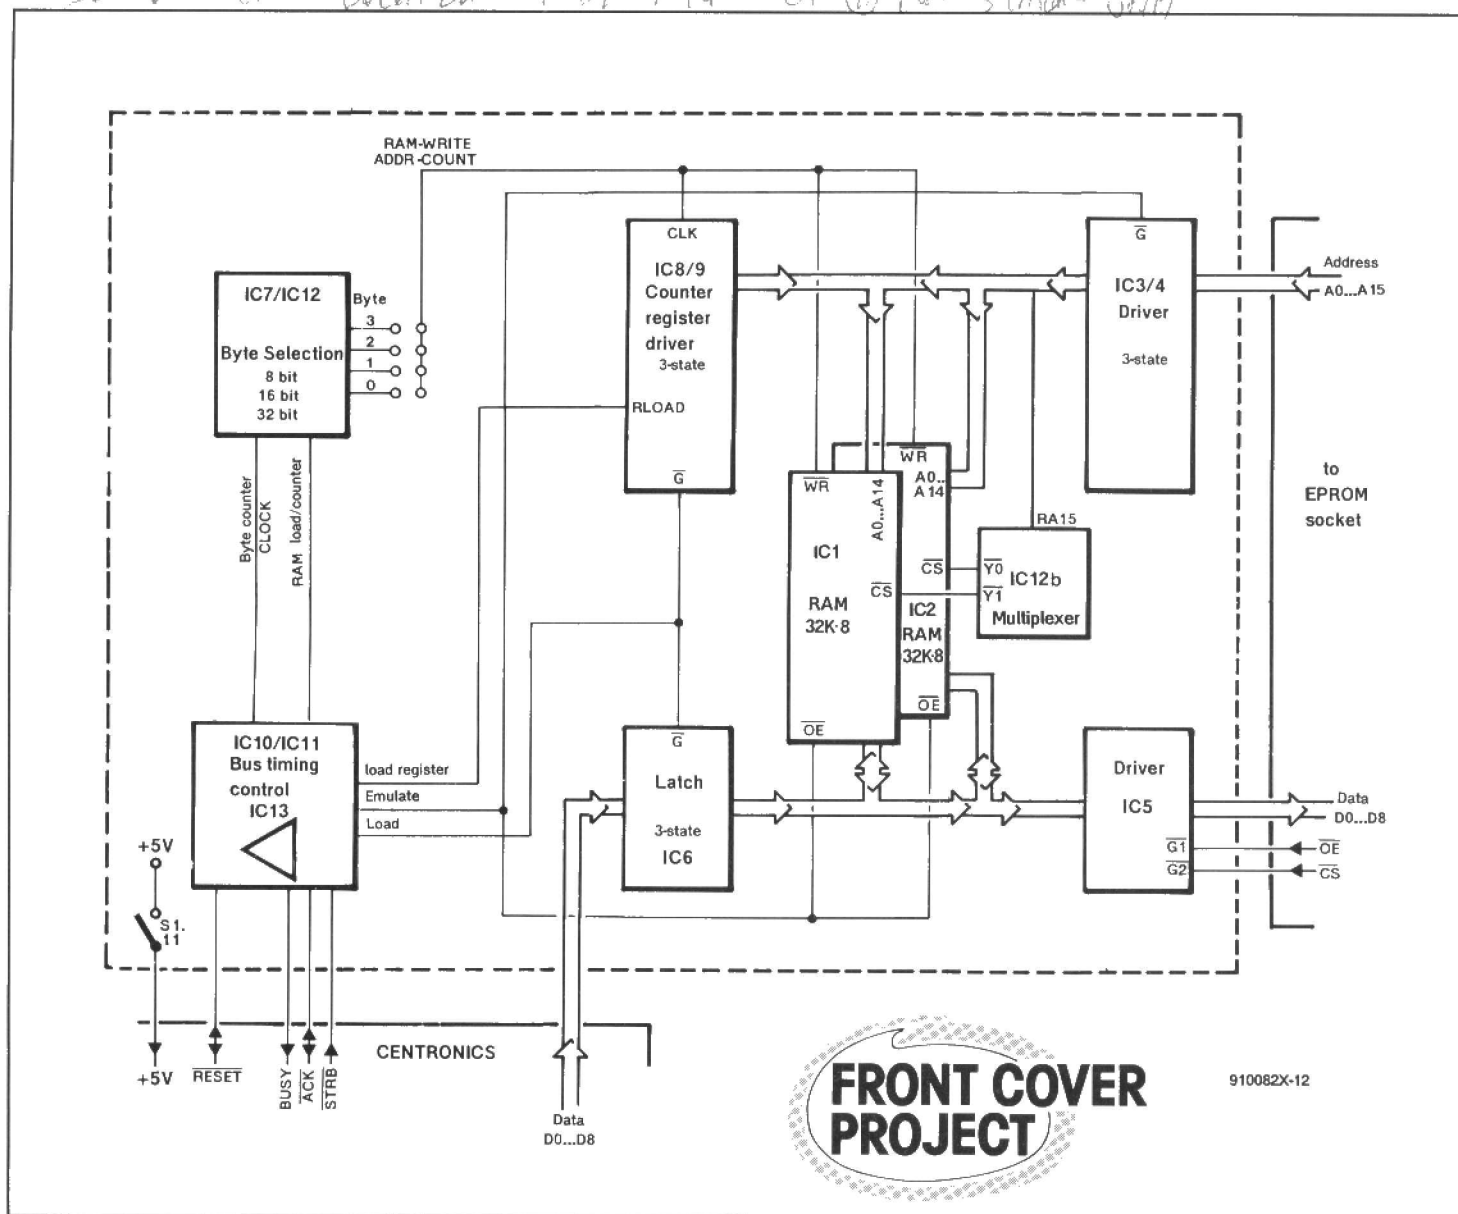 RAM-WRITE
ADDR-COUNT
CLK
IC8/9
Counter
register
driver
3-state
RLOAD
G
G
IC3/4
Driver
3-state
Address
A0...A15
IC7/IC12
Byte Selection
8 bit
16 bit
32 bit
Byte
3
2
1
0
Byte counter
CLOCK
RAM load/counter
WR
A0...A14
IC1
RAM
32K·8
CS
OE
WR
A0..
A14
CS
IC2
RAM
32K·8
OE
RA15
Y0
Y1
IC12b
Multiplexer
to
EPROM
socket
IC10/IC11
Bus timing
control
IC13
load register
Emulate
Load
G
Latch
3-state
IC6
Driver
IC5
G1
G2
Data
D0...D8
OE
CS
+5V
S1.
11
+5V
RESET
BUSY
ACK
STRB
CENTRONICS
Data
D0...D8
FRONT COVER
PROJECT
910082X-12